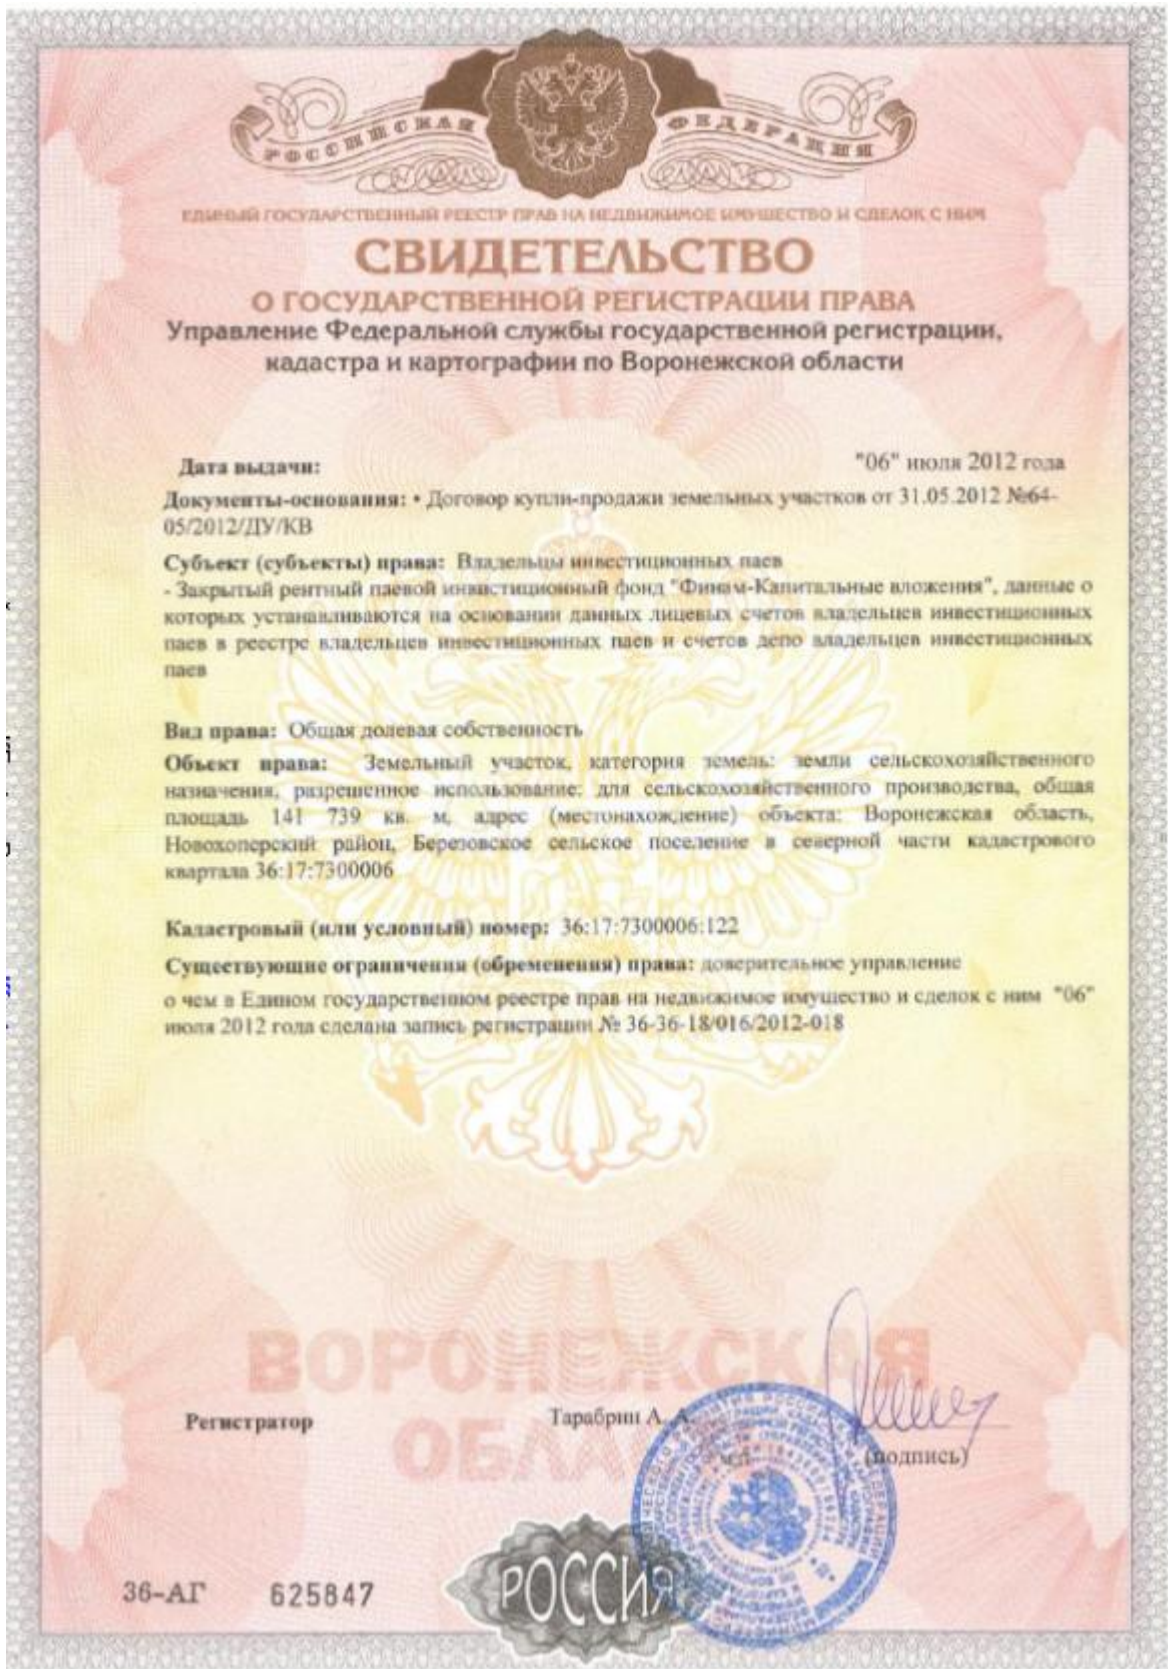 РОССИЙСКАЯ ФЕДЕРАЦИЯ
ЕДИНЫЙ ГОСУДАРСТВЕННЫЙ РЕЕСТР ПРАВ НА НЕДВИЖИМОЕ ИМУЩЕСТВО И СДЕЛОК С НИМ
СВИДЕТЕЛЬСТВО
О ГОСУДАРСТВЕННОЙ РЕГИСТРАЦИИ ПРАВА
Управление Федеральной службы государственной регистрации,
кадастра и картографии по Воронежской области
Дата выдачи: "06" июля 2012 года
Документы-основания: • Договор купли-продажи земельных участков от 31.05.2012 №64-
05/2012/ДУ/КВ
Субъект (субъекты) права: Владельцы инвестиционных паев
- Закрытый рентный паевой инвестиционный фонд "Финам-Капитальные вложения", данные о
которых устанавливаются на основании данных лицевых счетов владельцев инвестиционных
паев в реестре владельцев инвестиционных паев и счетов депо владельцев инвестиционных
паев
Вид права: Общая долевая собственность
Объект права: Земельный участок, категория земель: земли сельскохозяйственного
назначения, разрешенное использование: для сельскохозяйственного производства, общая
площадь 141 739 кв. м, адрес (местонахождение) объекта: Воронежская область,
Новохоперский район, Березовское сельское поселение в северной части кадастрового
квартала 36:17:7300006
Кадастровый (или условный) номер: 36:17:7300006:122
Существующие ограничения (обременения) права: доверительное управление
о чем в Едином государственном реестре прав на недвижимое имущество и сделок с ним "06"
июля 2012 года сделана запись регистрации № 36-36-18/016/2012-018
ВОРОНЕЖСКАЯ
Регистратор Тарабрин А. А.
м.п. (подпись)
РОССИЯ
36-АГ 625847